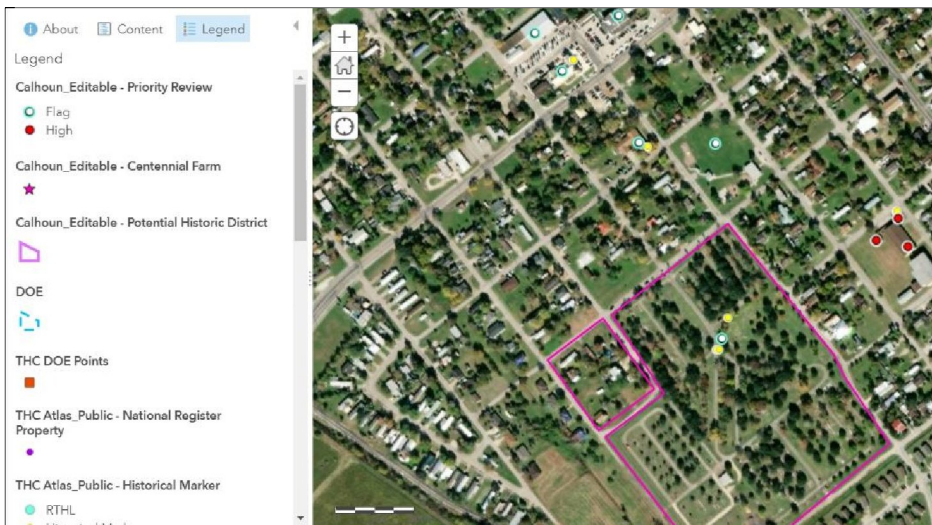 About Content Legend
Legend
Calhoun_Editable - Priority Review
Flag
High
Calhoun_Editable - Centennial Farm
Calhoun_Editable - Potential Historic District
DOE
THC DOE Points
THC Atlas_Public - National Register
Property
THC Atlas_Public - Historical Marker
RTHL